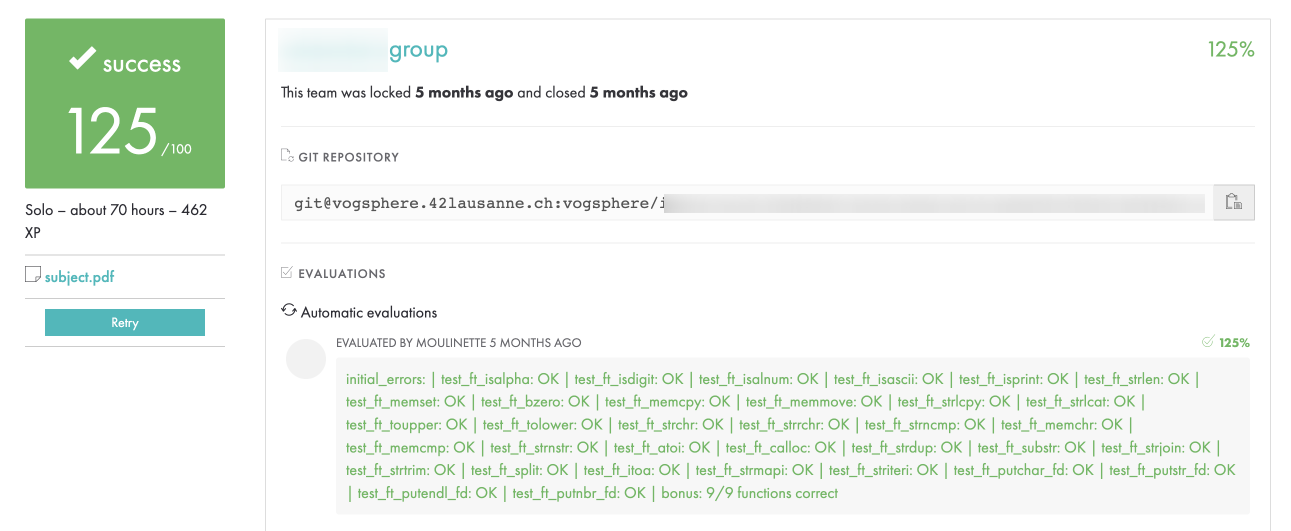 success
125 /100
Solo – about 70 hours – 462
XP
subject.pdf
Retry
group
125%
This team was locked 5 months ago and closed 5 months ago
GIT REPOSITORY
git@vogsphere.42lausanne.ch:vogsphere/i
EVALUATIONS
Automatic evaluations
EVALUATED BY MOULINETTE 5 MONTHS AGO
125%
initial_errors: | test_ft_isalpha: OK | test_ft_isdigit: OK | test_ft_isalnum: OK | test_ft_isascii: OK | test_ft_isprint: OK | test_ft_strlen: OK |
test_ft_memset: OK | test_ft_bzero: OK | test_ft_memcpy: OK | test_ft_memmove: OK | test_ft_strlcpy: OK | test_ft_strlcat: OK |
test_ft_toupper: OK | test_ft_tolower: OK | test_ft_strchr: OK | test_ft_strrchr: OK | test_ft_strncmp: OK | test_ft_memchr: OK |
test_ft_memcmp: OK | test_ft_strnstr: OK | test_ft_atoi: OK | test_ft_calloc: OK | test_ft_strdup: OK | test_ft_substr: OK | test_ft_strjoin: OK |
test_ft_strtrim: OK | test_ft_split: OK | test_ft_itoa: OK | test_ft_strmapi: OK | test_ft_striteri: OK | test_ft_putchar_fd: OK | test_ft_putstr_fd: OK
| test_ft_putendl_fd: OK | test_ft_putnbr_fd: OK | bonus: 9/9 functions correct